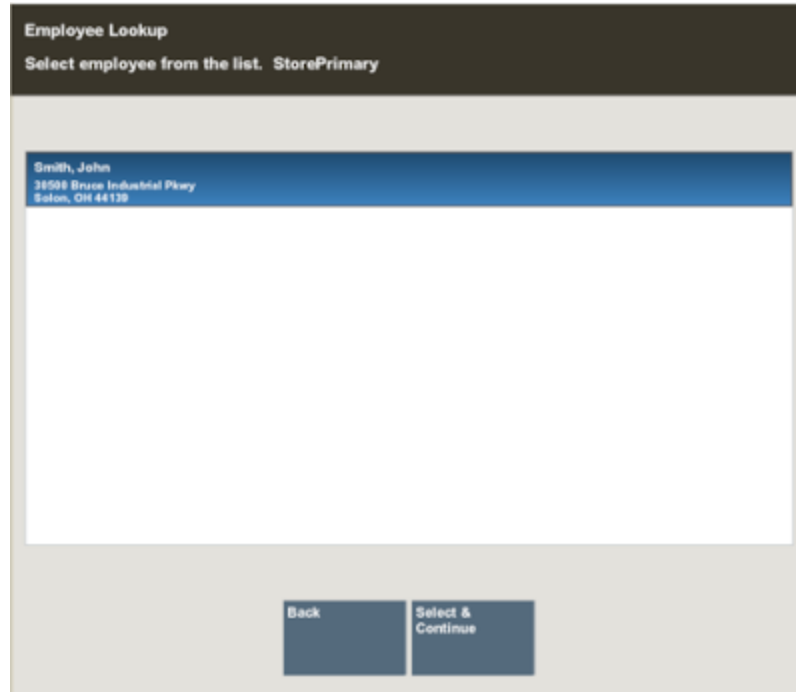 Employee Lookup
Select employee from the list. StorePrimary
Smith, John
30500 Bruce Industrial Pkwy
Solon, OH 44139
Back
Select &
Continue